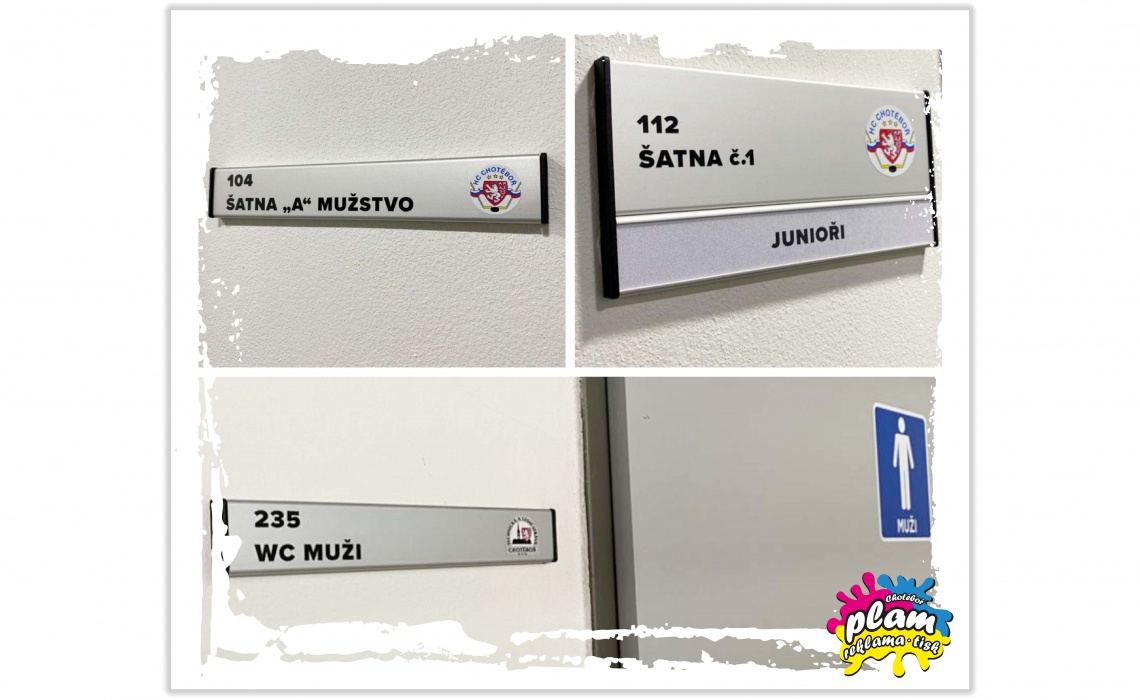 104
ŠATNA „A“ MUŽSTVO
HC CHOTĚBOŘ
112
ŠATNA č.1
HC CHOTĚBOŘ
JUNIOŘI
235
WC MUŽI
CHOTĚBOŘ
MUŽI
Chotěboř
plam
reklama·tisk